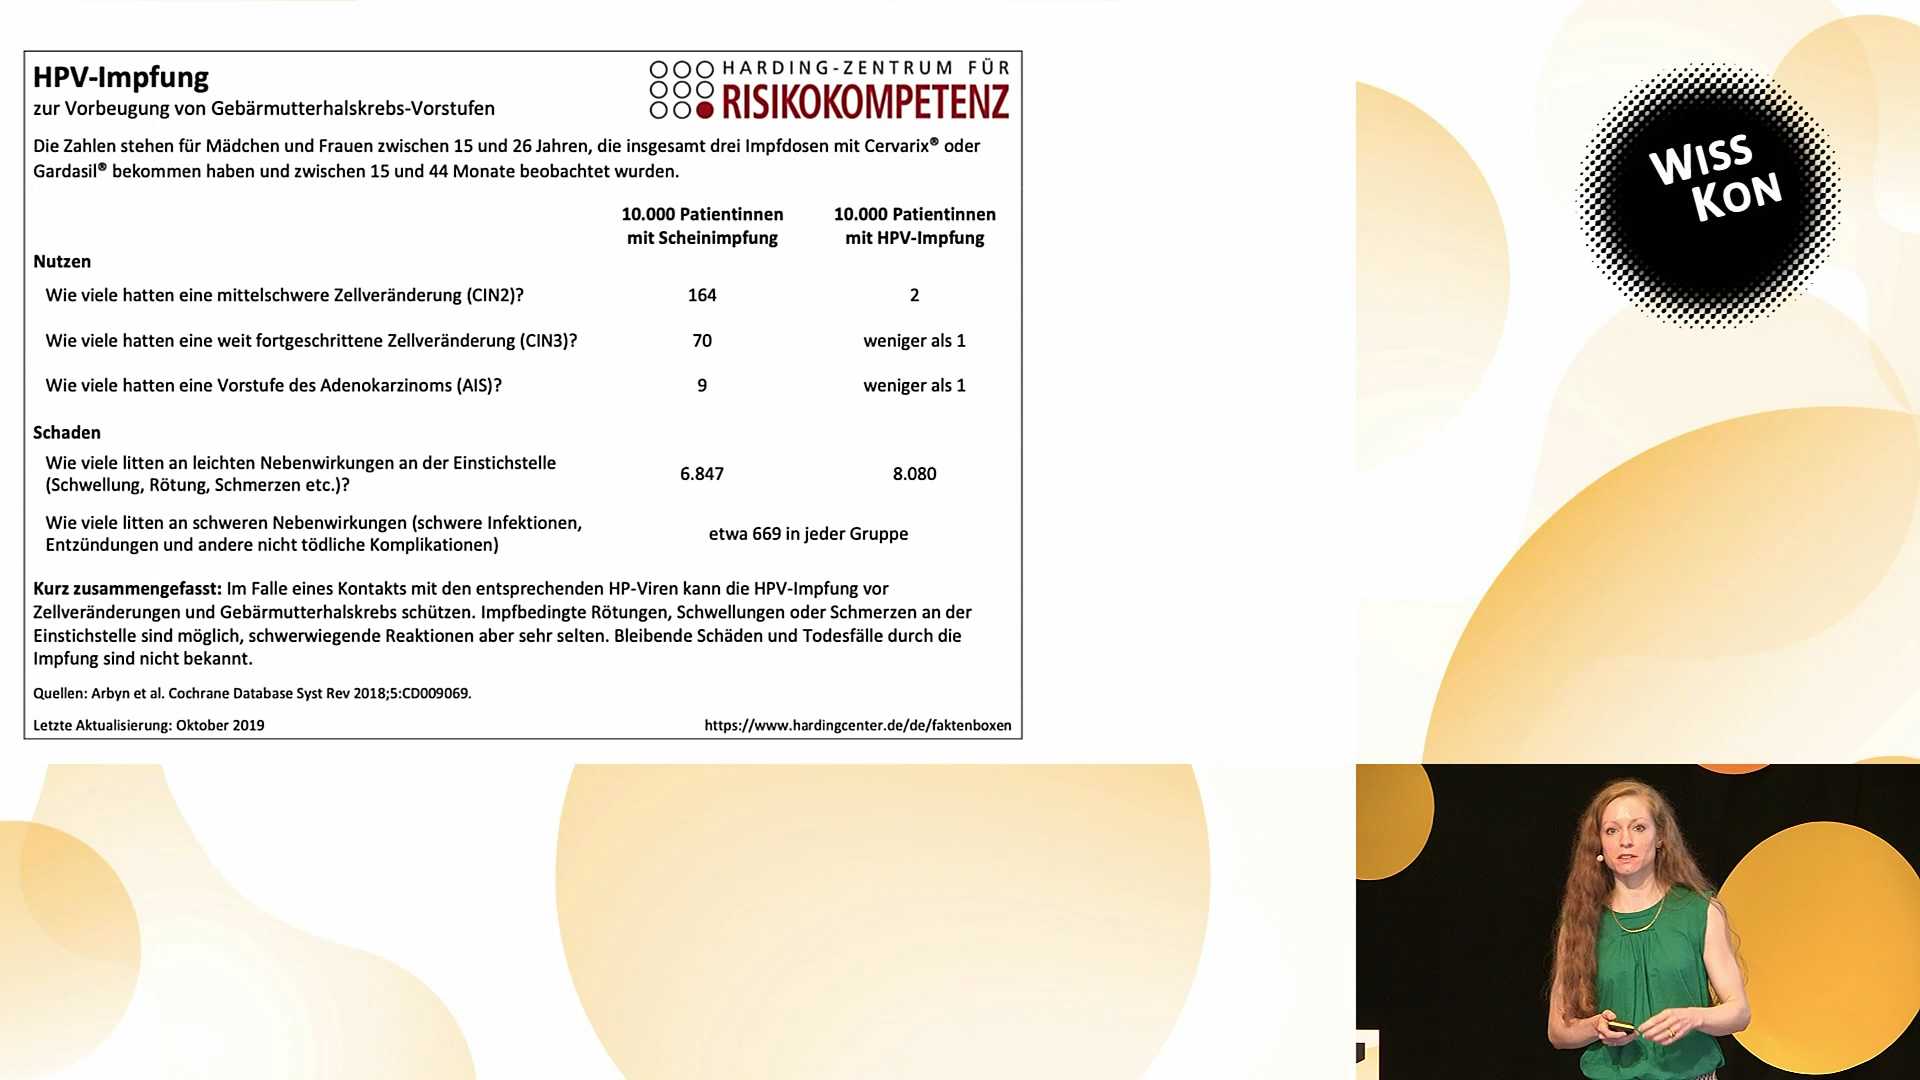 HPV-Impfung
zur Vorbeugung von Gebärmutterhalskrebs-Vorstufen
HARDING-ZENTRUM FÜR
RISIKOKOMPETENZ
Die Zahlen stehen für Mädchen und Frauen zwischen 15 und 26 Jahren, die insgesamt drei Impfdosen mit Cervarix® oder
Gardasil® bekommen haben und zwischen 15 und 44 Monate beobachtet wurden.
10.000 Patientinnen mit Scheinimpfung
10.000 Patientinnen mit HPV-Impfung
Nutzen
Wie viele hatten eine mittelschwere Zellveränderung (CIN2)? 164 2
Wie viele hatten eine weit fortgeschrittene Zellveränderung (CIN3)? 70 weniger als 1
Wie viele hatten eine Vorstufe des Adenokarzinoms (AIS)? 9 weniger als 1
Schaden
Wie viele litten an leichten Nebenwirkungen an der Einstichstelle
(Schwellung, Rötung, Schmerzen etc.)? 6.847 8.080
Wie viele litten an schweren Nebenwirkungen (schwere Infektionen,
Entzündungen und andere nicht tödliche Komplikationen) etwa 669 in jeder Gruppe
Kurz zusammengefasst: Im Falle eines Kontakts mit den entsprechenden HP-Viren kann die HPV-Impfung vor
Zellveränderungen und Gebärmutterhalskrebs schützen. Impfbedingte Rötungen, Schwellungen oder Schmerzen an der
Einstichstelle sind möglich, schwerwiegende Reaktionen aber sehr selten. Bleibende Schäden und Todesfälle durch die
Impfung sind nicht bekannt.
Quellen: Arbyn et al. Cochrane Database Syst Rev 2018;5:CD009069.
Letzte Aktualisierung: Oktober 2019 https://www.hardingcenter.de/de/faktenboxen
WISS
KON